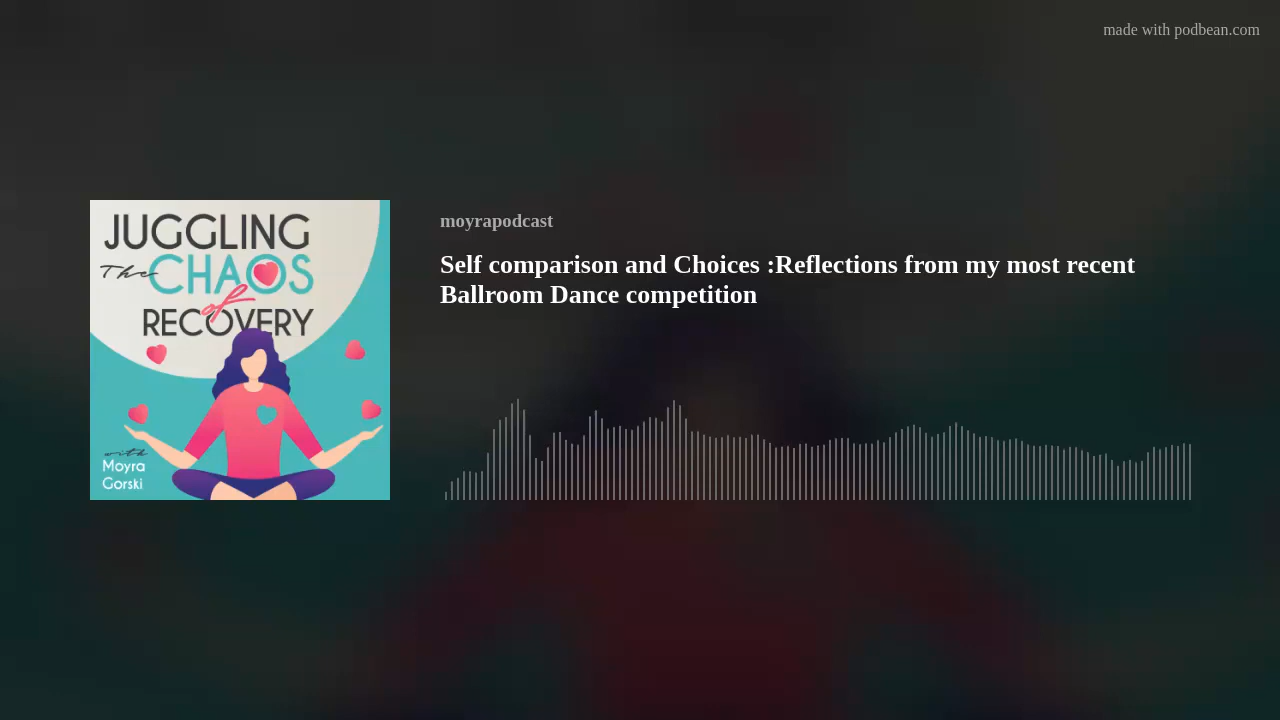 made with podbean.com
JUGGLING
The CHAOS
of
RECOVERY
with
Moyra
Gorski
moyrapodcast
Self comparison and Choices :Reflections from my most recent
Ballroom Dance competition